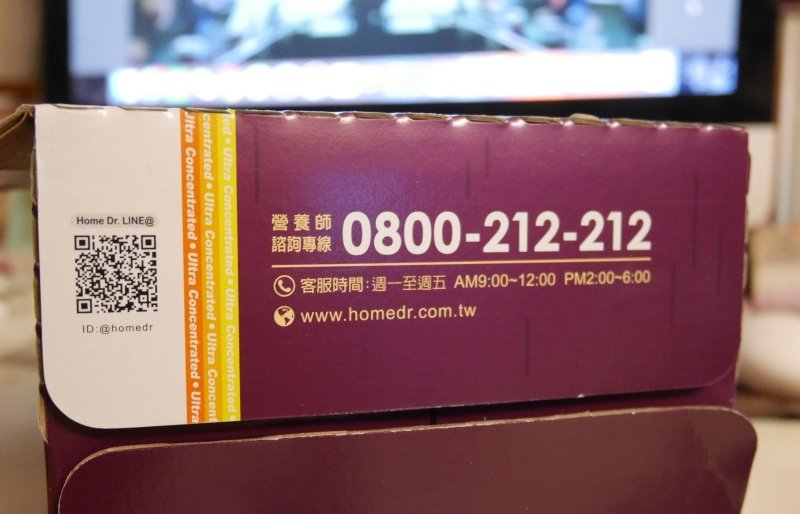 Home Dr. LINE@
ID:@homedr
Ultra Concentrated • Ultra Concentrated • Ultra
Concentrated • Ultra Concentrated • Ultra Concentrated
Ultra Concentrated • Ultra Concentrated • Ultra Concent
營養師
諮詢專線
0800-212-212
客服時間：週一至週五 AM9:00~12:00 PM2:00~6:00
www.homedr.com.tw